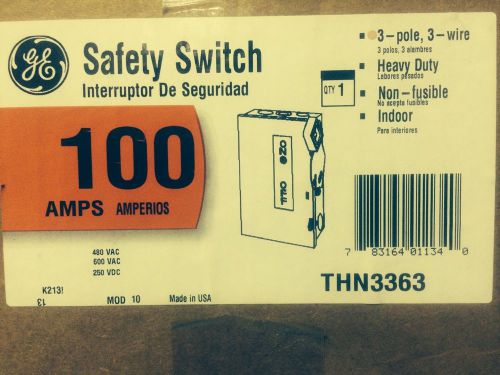 GE
Safety Switch
Interruptor De Seguridad
3-pole, 3-wire
3 polos, 3 alambres
Heavy Duty
Labores pesados
Non-fusible
No acepta fusibles
Indoor
Para interiores
QTY 1
100
AMPS AMPERIOS
ON
OFF
480 VAC
600 VAC
250 VDC
7 83164 01134 0
THN3363
K213!
13
MOD 10
Made in USA